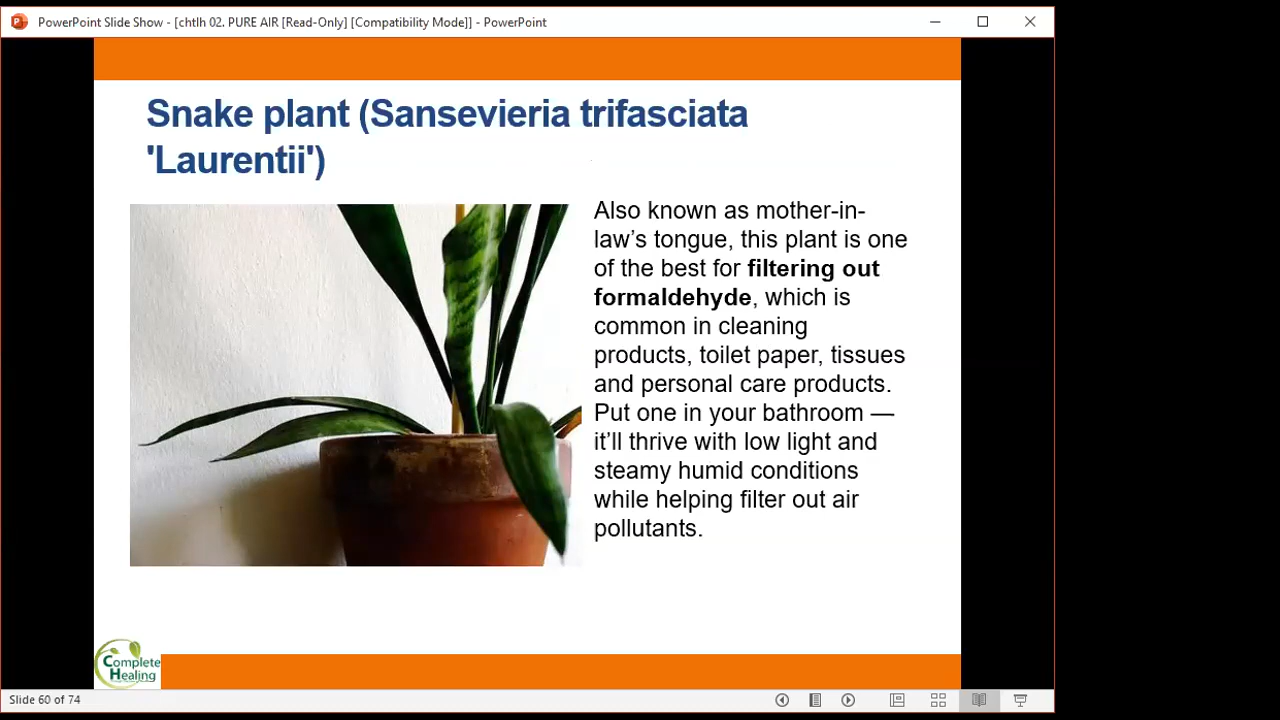 PowerPoint Slide Show - [chtlh 02. PURE AIR [Read-Only] [Compatibility Mode]] - PowerPoint
Snake plant (Sansevieria trifasciata
'Laurentii')
Also known as mother-in-
law’s tongue, this plant is one
of the best for filtering out
formaldehyde, which is
common in cleaning
products, toilet paper, tissues
and personal care products.
Put one in your bathroom —
it’ll thrive with low light and
steamy humid conditions
while helping filter out air
pollutants.
Complete
Healing
Slide 60 of 74